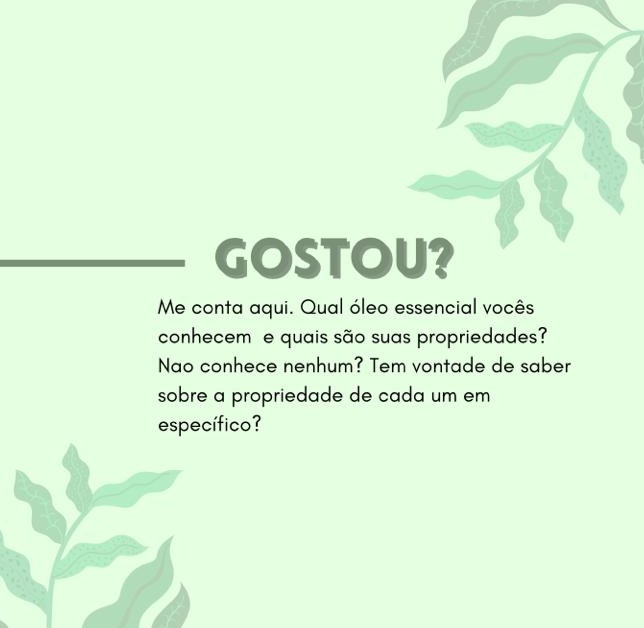 GOSTOU?
Me conta aqui. Qual óleo essencial vocês
conhecem  e quais são suas propriedades?
Nao conhece nenhum? Tem vontade de saber
sobre a propriedade de cada um em
específico?